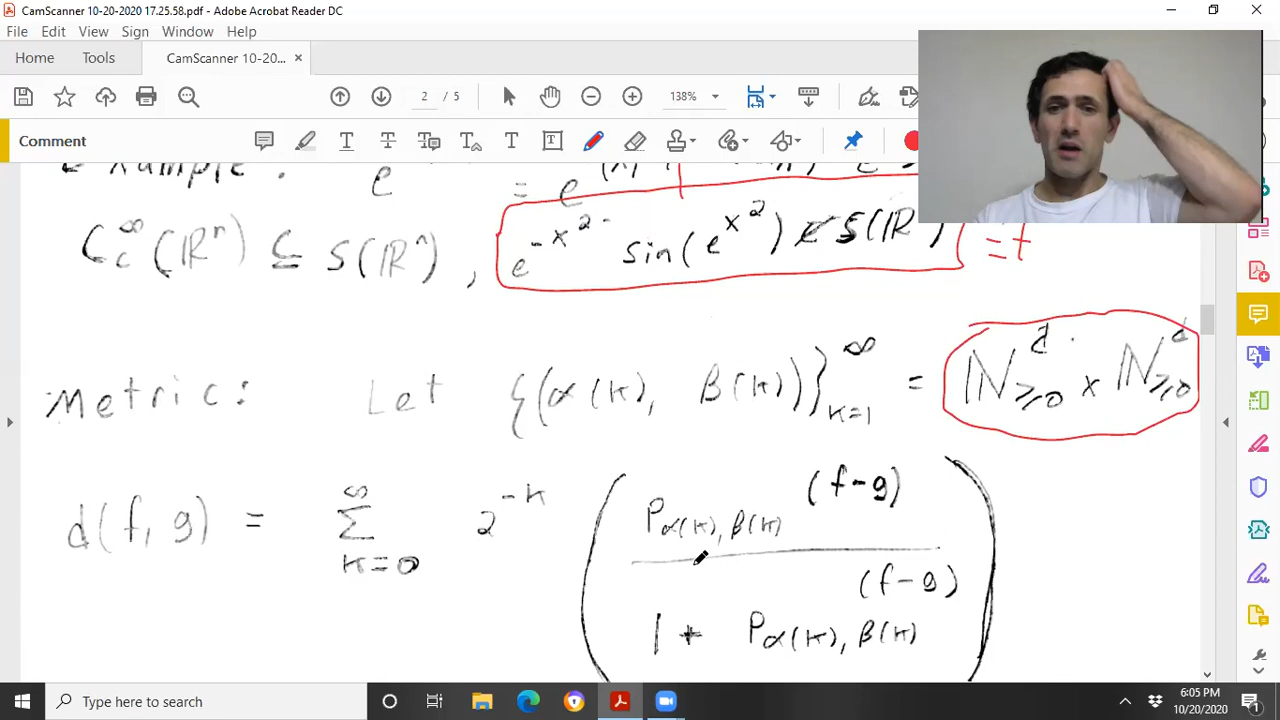 CamScanner 10-20-2020 17.25.58.pdf - Adobe Acrobat Reader DC
File Edit View Sign Window Help
Home Tools CamScanner 10-20... ×
2 / 5 138%
Comment
Example: e = e
C_c^∞(ℝ^n) ⊆ S(ℝ^n), e^{-x^2} sin(e^{x^2}) ∉ S(ℝ^n) = f
Metric: Let {(α(k), β(k))}_{k=1}^∞ = ℕ_{≥0}^d × ℕ_{≥0}^d
d(f, g) = ∑_{k=0}^∞ 2^{-k} ( P_{α(k), β(k)} (f-g) / 1 + P_{α(k), β(k)} (f-g) )
Type here to search
6:05 PM
10/20/2020